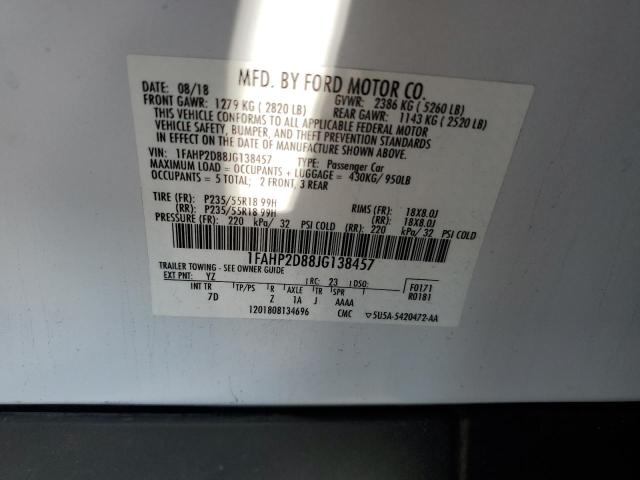 MFD. BY FORD MOTOR CO.
DATE: 08/18 GVWR: 2386 KG ( 5260 LB)
FRONT GAWR: 1279 KG ( 2820 LB) REAR GAWR: 1143 KG ( 2520 LB)
THIS VEHICLE CONFORMS TO ALL APPLICABLE FEDERAL MOTOR
VEHICLE SAFETY, BUMPER, AND THEFT PREVENTION STANDARDS
IN EFFECT ON THE DATE OF MANUFACTURE SHOWN ABOVE.
VIN: 1FAHP2D88JG138457 TYPE: Passenger Car
MAXIMUM LOAD = OCCUPANTS + LUGGAGE = 430KG/ 950LB
OCCUPANTS = 5 TOTAL; 2 FRONT, 3 REAR
TIRE (FR): P235/55R18 99H RIMS (FR): 18X8.0J
(RR): P235/55R18 99H (RR): 18X8.0J
PRESSURE (FR): 220 kPa/ 32 PSI COLD (RR): 220 kPa/ 32 PSI COLD
1FAHP2D88JG138457
TRAILER TOWING - SEE OWNER GUIDE
EXT PNT: YZ RC: 23 DSO: F0171
INT TR TP/PS R AXLE TR SPR R0181
7D Z 1A J AAAA
1201808134696 CMC 5U5A-5420472-AA